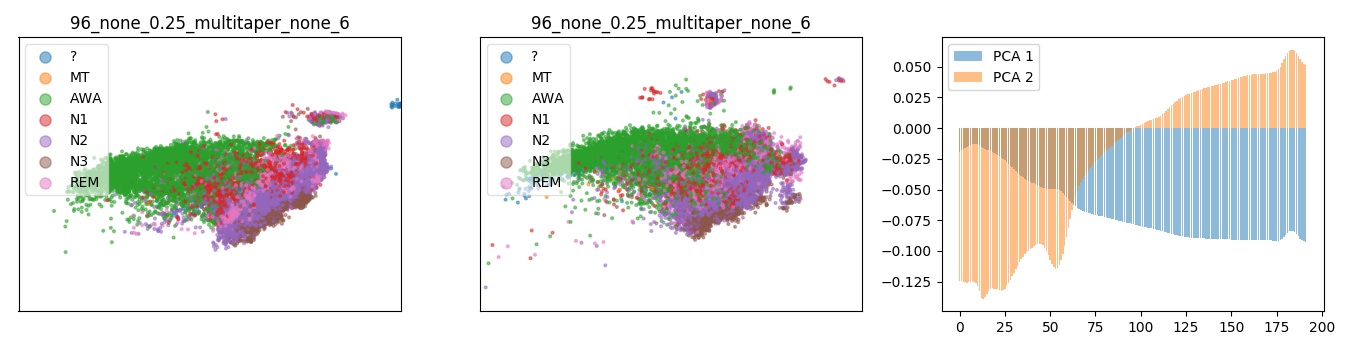 96_none_0.25_multitaper_none_6
?
MT
AWA
N1
N2
N3
REM
96_none_0.25_multitaper_none_6
?
MT
AWA
N1
N2
N3
REM
PCA 1
PCA 2
0.050
0.025
0.000
−0.025
−0.050
−0.075
−0.100
−0.125
0 25 50 75 100 125 150 175 200